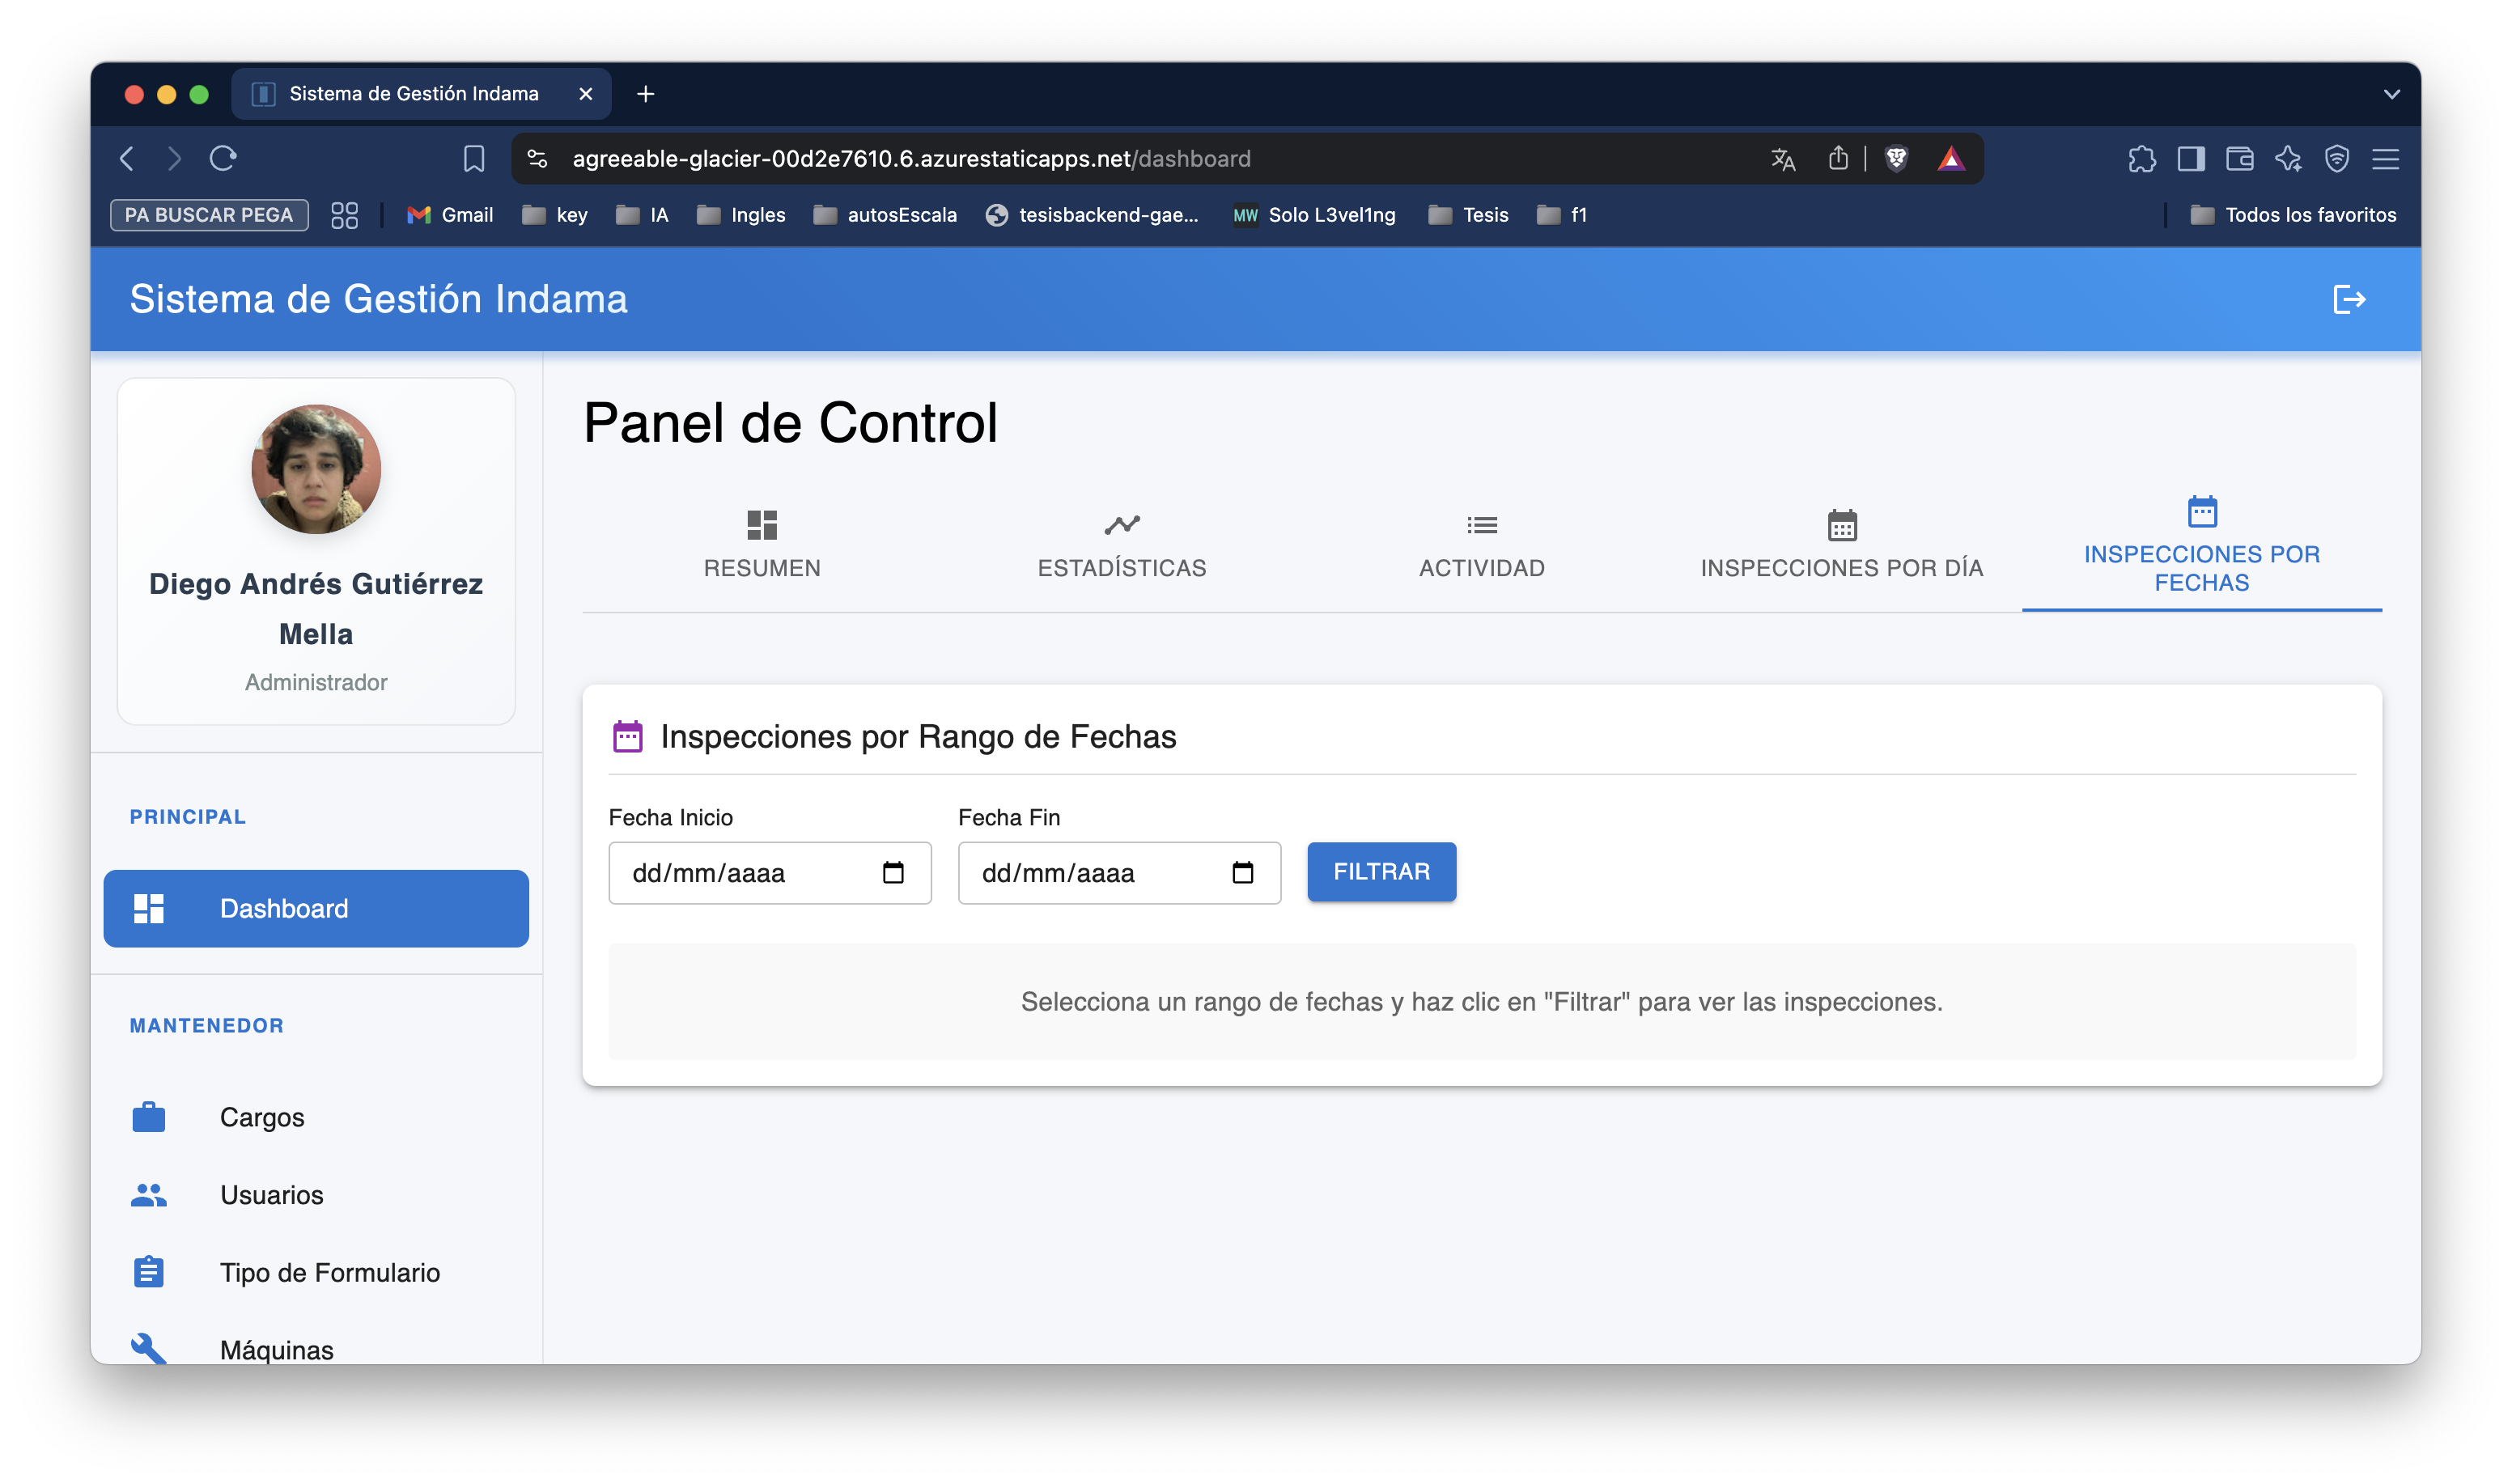 Sistema de Gestión Indama
agreeable-glacier-00d2e7610.6.azurestaticapps.net/dashboard
PA BUSCAR PEGA
Gmail
key
IA
Ingles
autosEscala
tesisbackend-gae...
MW
Solo L3vel1ng
Tesis
f1
Todos los favoritos
Sistema de Gestión Indama
Diego Andrés Gutiérrez
Mella
Administrador
PRINCIPAL
Dashboard
MANTENEDOR
Cargos
Usuarios
Tipo de Formulario
Máquinas
Panel de Control
RESUMEN
ESTADÍSTICAS
ACTIVIDAD
INSPECCIONES POR DÍA
INSPECCIONES POR
FECHAS
Inspecciones por Rango de Fechas
Fecha Inicio
Fecha Fin
dd/mm/aaaa
dd/mm/aaaa
FILTRAR
Selecciona un rango de fechas y haz clic en "Filtrar" para ver las inspecciones.